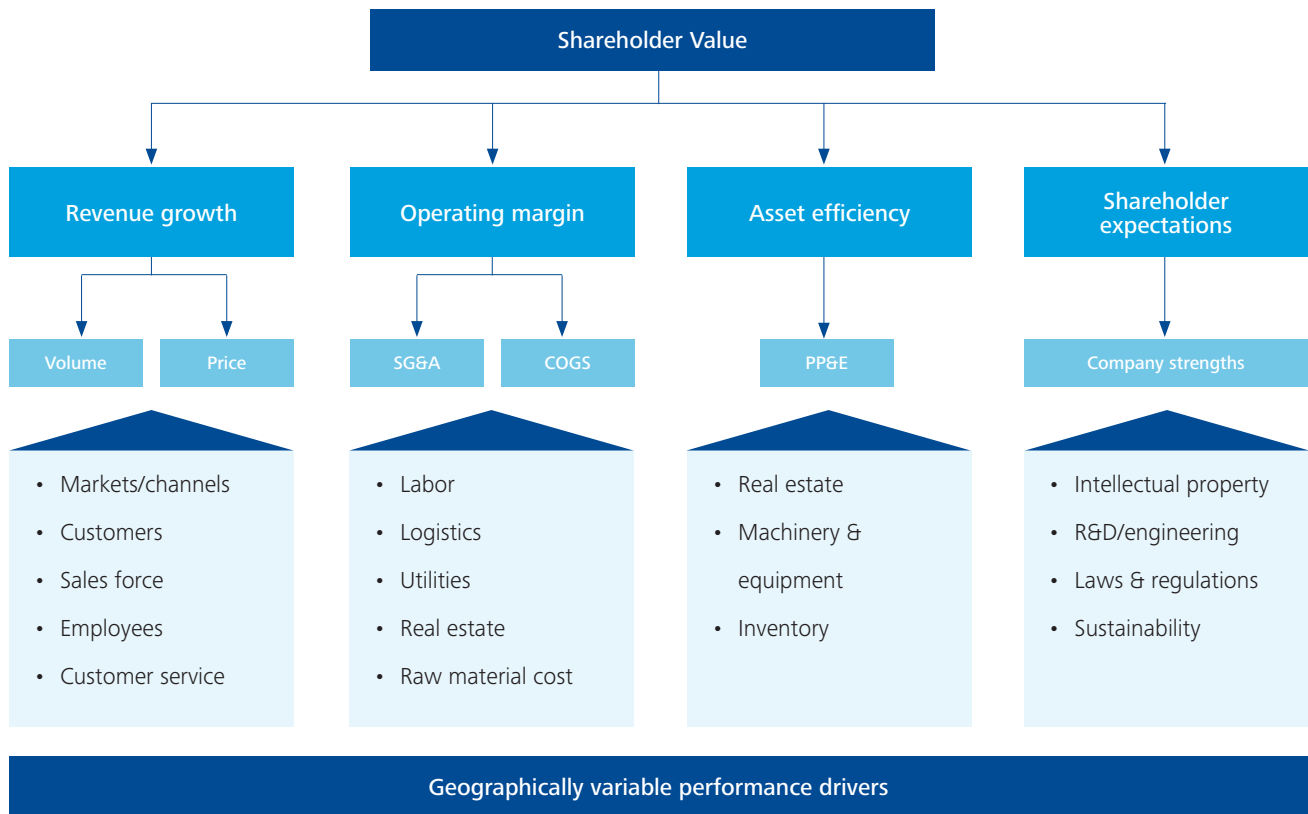 Shareholder Value
Revenue growth
Operating margin
Asset efficiency
Shareholder
expectations
Volume
Price
SG&A
COGS
PP&E
Company strengths
• Markets/channels
• Customers
• Sales force
• Employees
• Customer service
• Labor
• Logistics
• Utilities
• Real estate
• Raw material cost
• Real estate
• Machinery &
equipment
• Inventory
• Intellectual property
• R&D/engineering
• Laws & regulations
• Sustainability
Geographically variable performance drivers